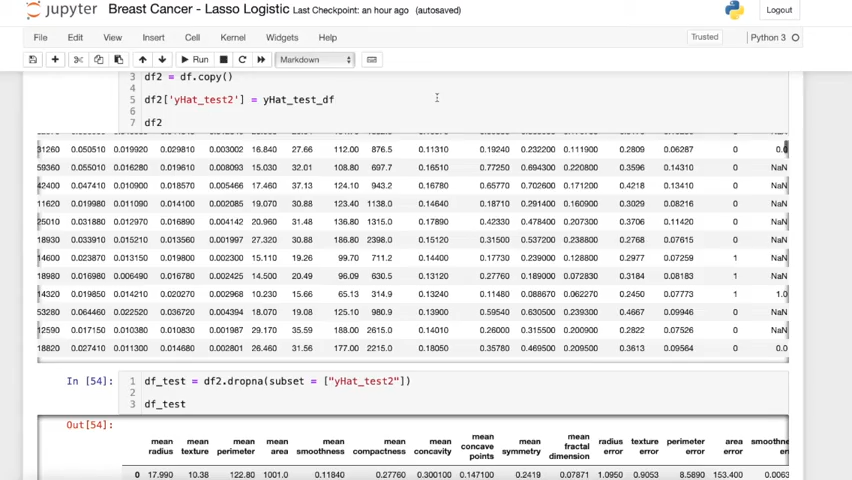 jupyter Breast Cancer - Lasso Logistic Last Checkpoint: an hour ago (autosaved) Logout
File Edit View Insert Cell Kernel Widgets Help Trusted Python 3
Run Markdown
3 df2 = df.copy()
4
5 df2['yHat_test2'] = yHat_test_df
6
7 df2
31260 0.050510 0.019920 0.029810 0.003002 16.840 27.66 112.00 876.5 0.11310 0.19240 0.232200 0.111900 0.2809 0.06287 0 0.0
59360 0.055010 0.016280 0.019720 0.008093 15.030 32.01 108.80 697.7 0.16510 0.77250 0.694300 0.220800 0.3596 0.14310 0 NaN
42400 0.047410 0.010900 0.018570 0.005466 17.460 37.13 124.10 943.2 0.16780 0.65770 0.702600 0.171200 0.4218 0.13410 0 NaN
11620 0.019980 0.011090 0.014100 0.002085 19.070 30.88 123.40 1138.0 0.14640 0.18710 0.291400 0.160900 0.3029 0.08216 0 NaN
25010 0.031880 0.012970 0.016890 0.004142 20.960 31.48 136.80 1315.0 0.17890 0.42330 0.478400 0.207300 0.3706 0.11420 0 NaN
18930 0.033910 0.015210 0.013560 0.001997 27.320 30.88 186.80 2398.0 0.15120 0.31500 0.537200 0.238800 0.2768 0.07615 0 NaN
14600 0.023870 0.013150 0.019800 0.002300 15.110 19.26 99.70 711.2 0.14400 0.17730 0.239000 0.128800 0.2977 0.07259 1 NaN
18980 0.016980 0.006490 0.016780 0.002425 14.500 20.49 96.09 630.5 0.13120 0.27760 0.189000 0.072830 0.3184 0.08183 1 NaN
14320 0.019850 0.014210 0.020270 0.002968 10.230 15.66 65.13 314.9 0.13240 0.11480 0.088670 0.062270 0.2450 0.07773 1 1.0
53280 0.064460 0.022520 0.036720 0.004394 18.070 19.08 125.10 980.9 0.13900 0.59540 0.630500 0.239300 0.4667 0.09946 0 NaN
12590 0.017150 0.010380 0.010830 0.001987 29.170 35.59 188.00 2615.0 0.14010 0.26000 0.315500 0.200900 0.2822 0.07526 0 NaN
18820 0.027410 0.011300 0.014680 0.002801 26.460 31.56 177.00 2215.0 0.18050 0.35780 0.469500 0.209500 0.3613 0.09564 0 0.0
In [54]: 1 df_test = df2.dropna(subset = ["yHat_test2"])
2
3 df_test
Out[54]:
mean radius mean texture mean perimeter mean area mean smoothness mean compactness mean concavity mean concave points mean symmetry mean fractal dimension radius error texture error perimeter error area error
0 17.990 10.38 122.80 1001.0 0.11840 0.27760 0.300100 0.147100 0.2419 0.07871 1.0950 0.9053 8.5890 153.400 0.0063